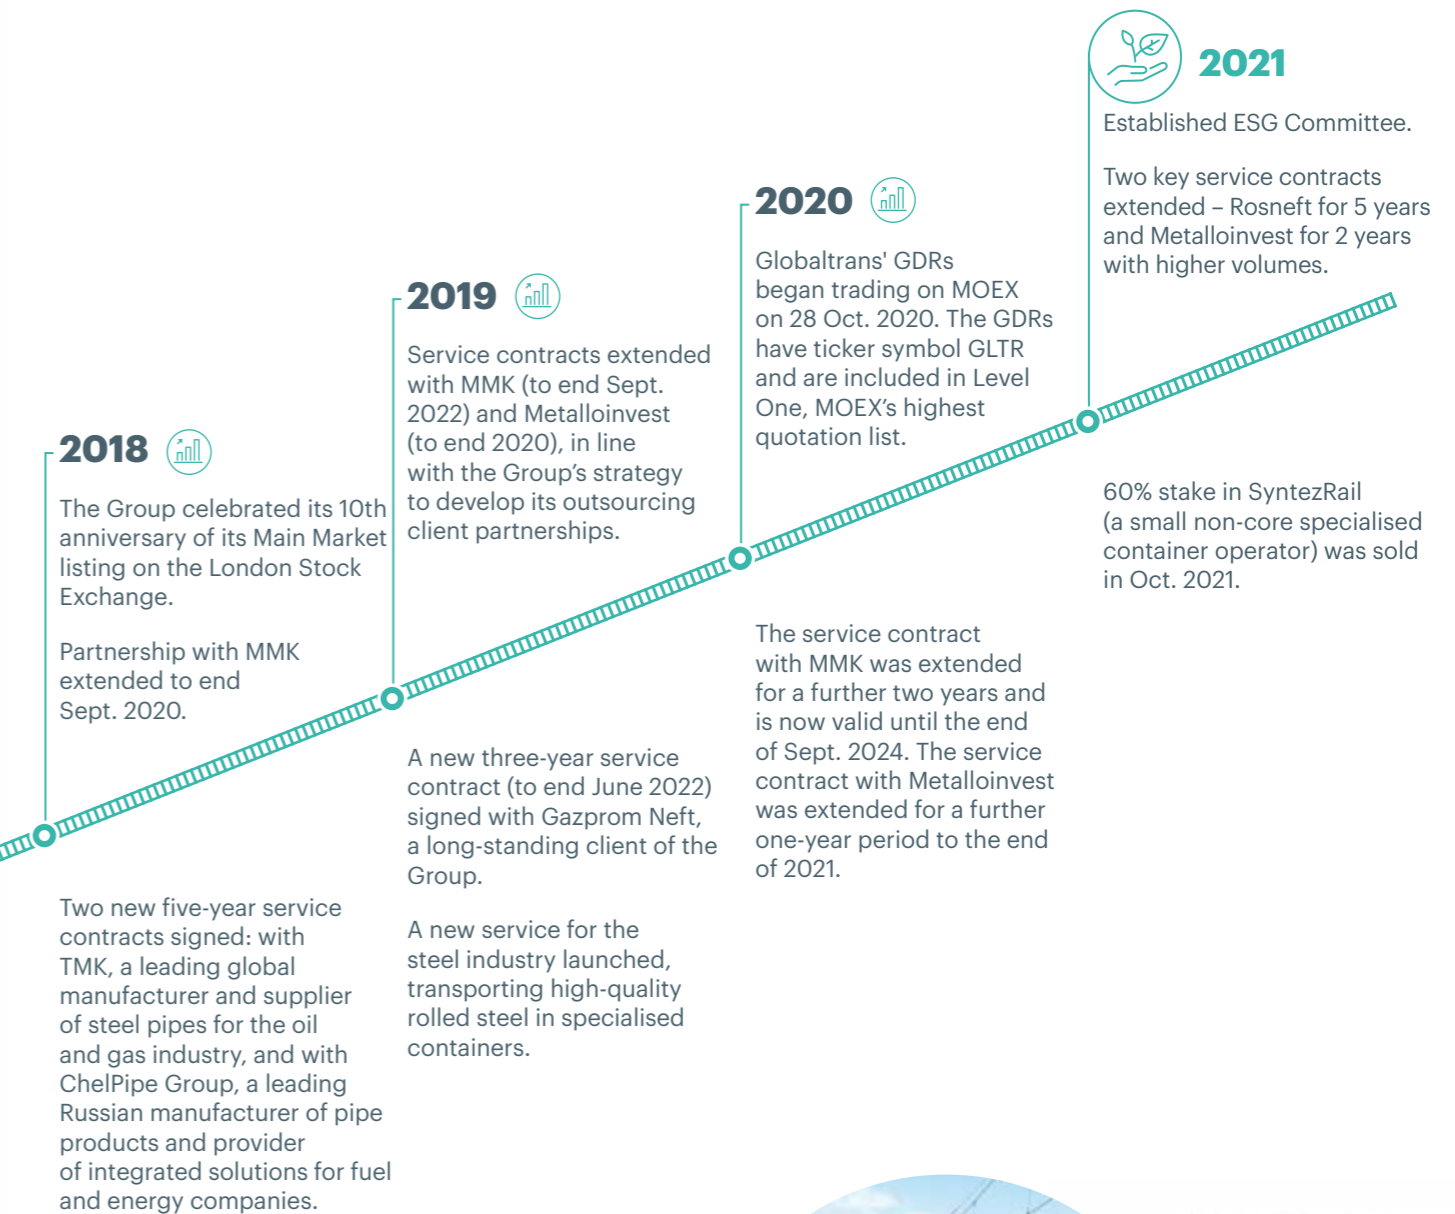 2018
The Group celebrated its 10th
anniversary of its Main Market
listing on the London Stock
Exchange.
Partnership with MMK
extended to end
Sept. 2020.
Two new five-year service
contracts signed: with
TMK, a leading global
manufacturer and supplier
of steel pipes for the oil
and gas industry, and with
ChelPipe Group, a leading
Russian manufacturer of pipe
products and provider
of integrated solutions for fuel
and energy companies.
2019
Service contracts extended
with MMK (to end Sept.
2022) and Metalloinvest
(to end 2020), in line
with the Group’s strategy
to develop its outsourcing
client partnerships.
A new three-year service
contract (to end June 2022)
signed with Gazprom Neft,
a long-standing client of the
Group.
A new service for the
steel industry launched,
transporting high-quality
rolled steel in specialised
containers.
2020
Globaltrans' GDRs
began trading on MOEX
on 28 Oct. 2020. The GDRs
have ticker symbol GLTR
and are included in Level
One, MOEX’s highest
quotation list.
The service contract
with MMK was extended
for a further two years and
is now valid until the end
of Sept. 2024. The service
contract with Metalloinvest
was extended for a further
one-year period to the end
of 2021.
2021
Established ESG Committee.
Two key service contracts
extended – Rosneft for 5 years
and Metalloinvest for 2 years
with higher volumes.
60% stake in SyntezRail
(a small non-core specialised
container operator) was sold
in Oct. 2021.